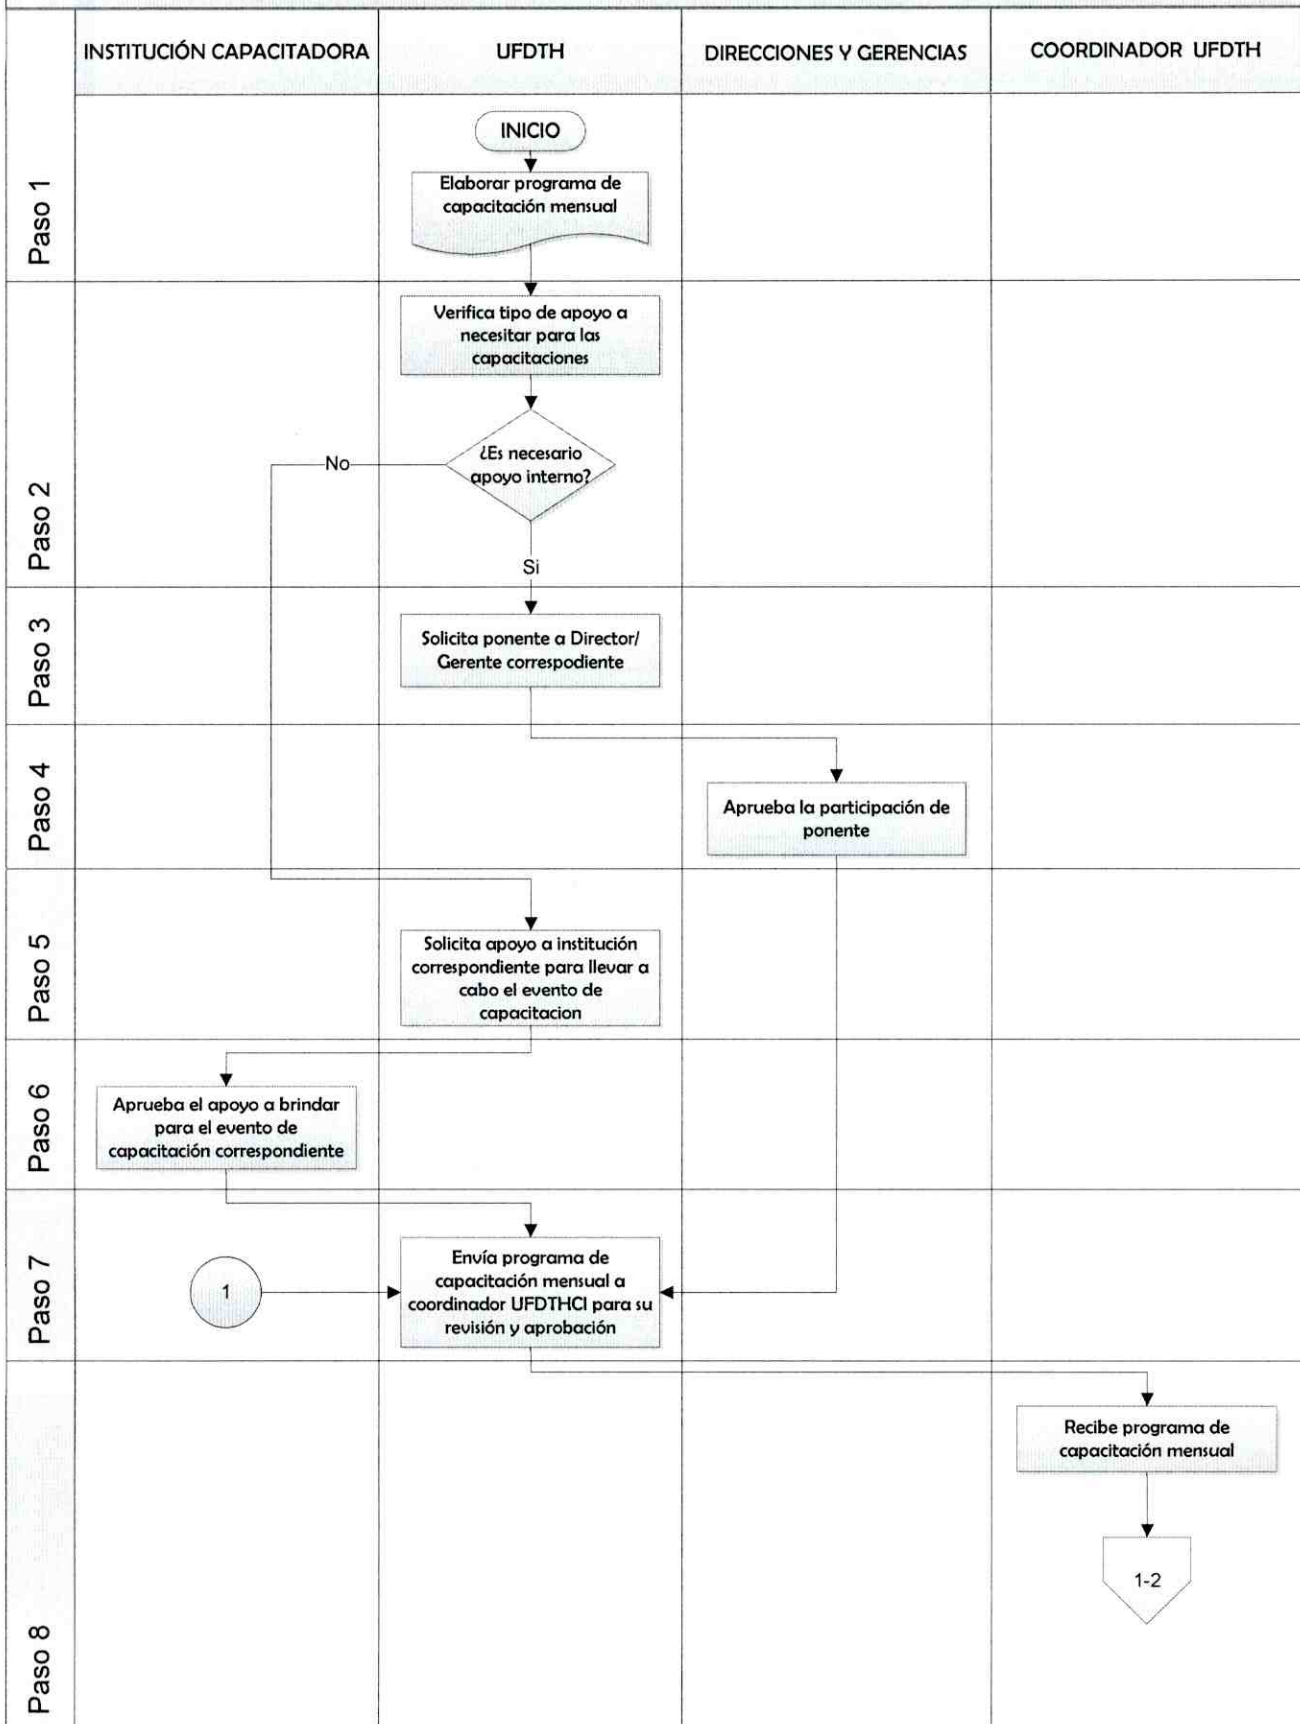 INSTITUCIÓN CAPACITADORA
UFDTH
DIRECCIONES Y GERENCIAS
COORDINADOR UFDTH
Paso 1
INICIO
Elaborar programa de
capacitación mensual
Paso 2
Verifica tipo de apoyo a
necesitar para las
capacitaciones
¿Es necesario
apoyo interno?
No
Si
Paso 3
Solicita ponente a Director/
Gerente correspodiente
Paso 4
Aprueba la participación de
ponente
Paso 5
Solicita apoyo a institución
correspondiente para llevar a
cabo el evento de
capacitacion
Paso 6
Aprueba el apoyo a brindar
para el evento de
capacitación correspondiente
Paso 7
1
Envía programa de
capacitación mensual a
coordinador UFDTHCI para su
revisión y aprobación
Paso 8
Recibe programa de
capacitación mensual
1-2